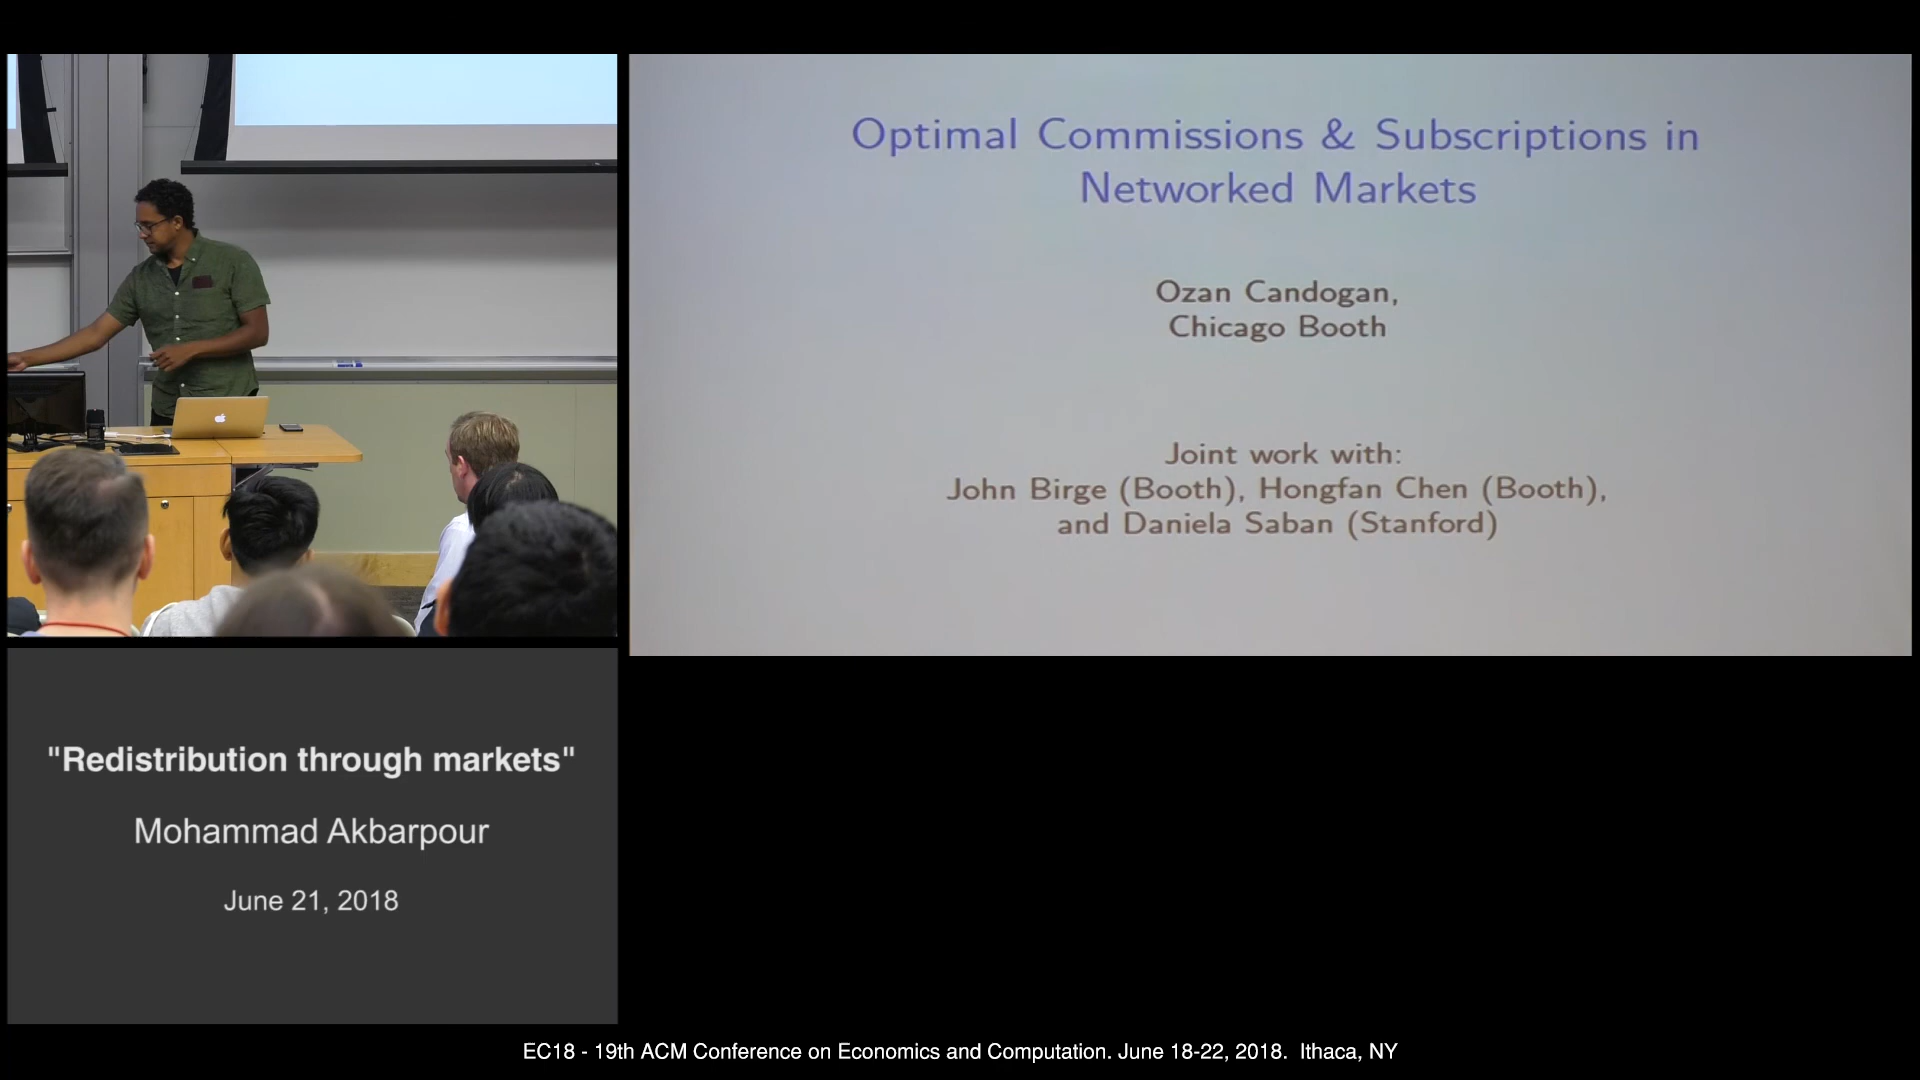 Optimal Commissions & Subscriptions in
Networked Markets
Ozan Candogan,
Chicago Booth
Joint work with:
John Birge (Booth), Hongfan Chen (Booth),
and Daniela Saban (Stanford)
"Redistribution through markets"
Mohammad Akbarpour
June 21, 2018
EC18 - 19th ACM Conference on Economics and Computation. June 18-22, 2018. Ithaca, NY